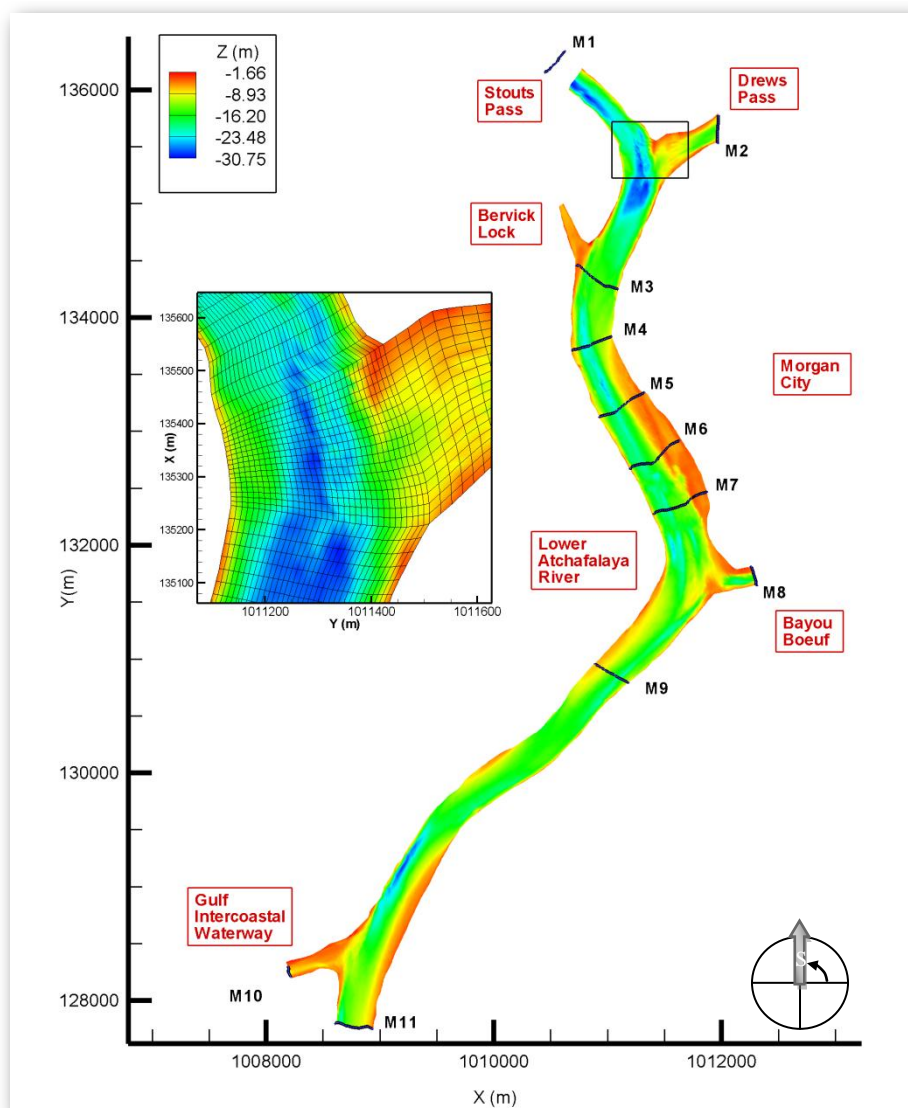 Z (m)
-1.66
-8.93
-16.20
-23.48
-30.75
M1
136000
Stouts
Pass
Drews
Pass
M2
Bervick
Lock
M3
134000
M4
Morgan
City
M5
M6
M7
135600
135500
135400
135300
135200
135100
X (m)
1011200
1011400
1011600
Y (m)
132000
Y(m)
Lower
Atchafalaya
River
M8
Bayou
Boeuf
M9
130000
Gulf
Intercoastal
Waterway
S
128000
M10
M11
1008000
1010000
1012000
X (m)